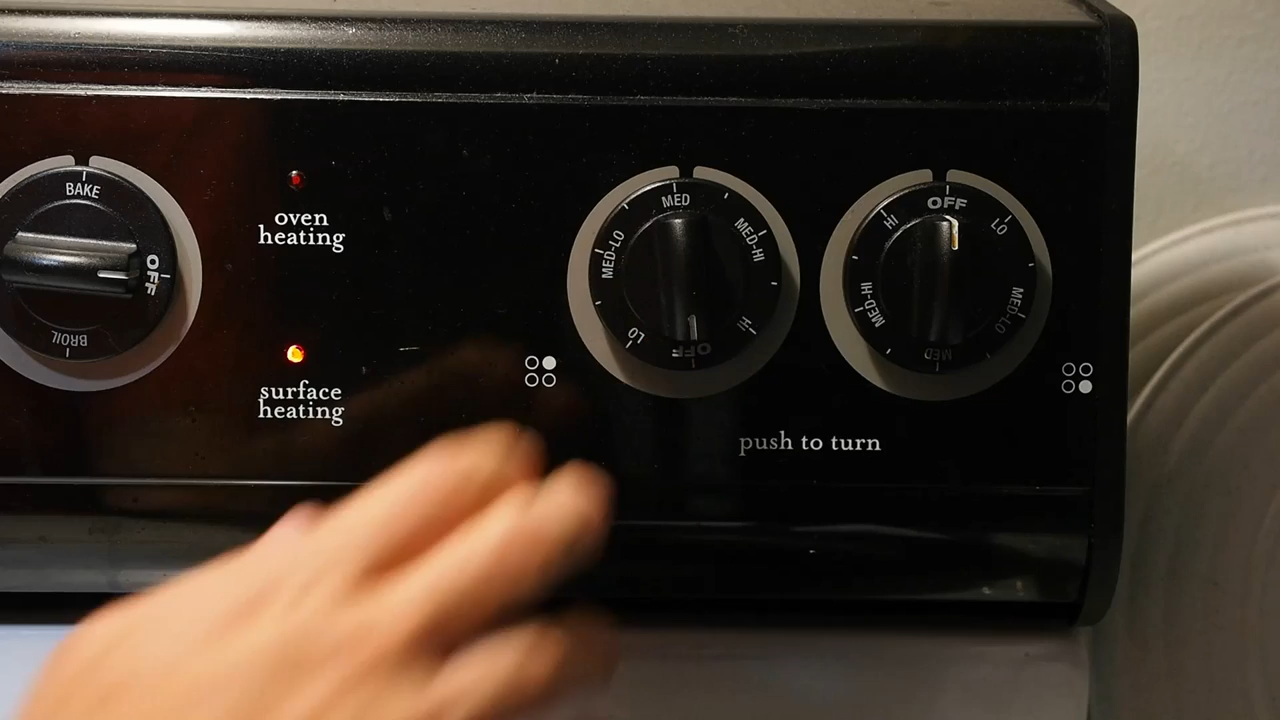 BAKE
OFF
BROIL
oven
heating
surface
heating
MED
MED-HI
HI
OFF
LO
MED-LO
OFF
LO
MED-LO
MED
MED-HI
HI
push to turn